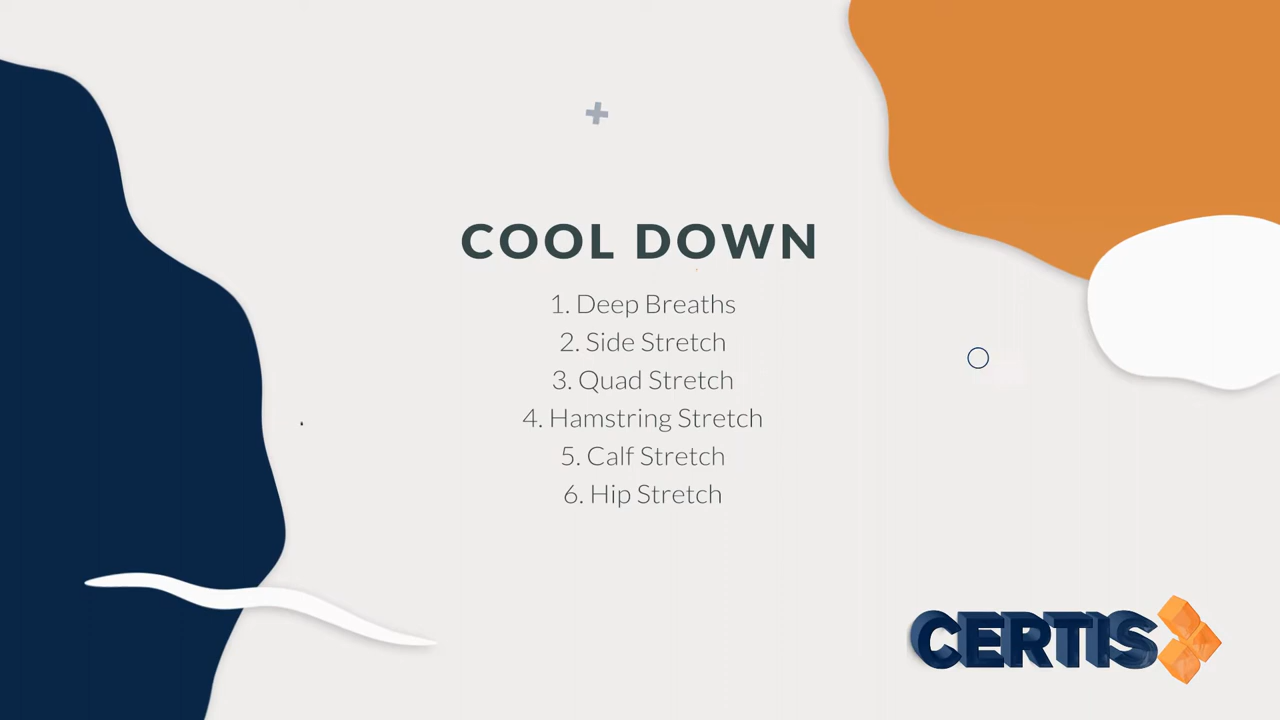 COOL DOWN
1. Deep Breaths
2. Side Stretch
3. Quad Stretch
4. Hamstring Stretch
5. Calf Stretch
6. Hip Stretch
CERTIS